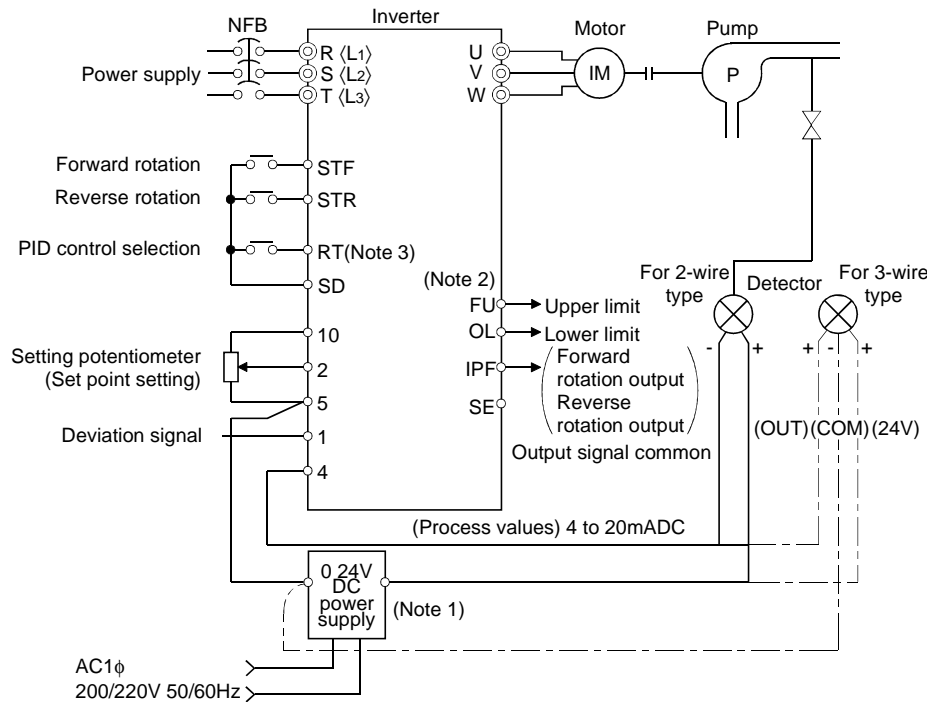 Inverter
NFB
Motor
Pump
Power supply
R ⟨L1⟩
S ⟨L2⟩
T ⟨L3⟩
U
V
W
IM
P
Forward rotation
STF
Reverse rotation
STR
PID control selection
RT(Note 3)
SD
(Note 2)
FU
Upper limit
OL
Lower limit
IPF
Forward
rotation output
Reverse
rotation output
SE
Output signal common
For 2-wire
type
Detector
For 3-wire
type
- +
+ - +
(OUT)(COM)(24V)
10
Setting potentiometer
(Set point setting)
2
5
Deviation signal
1
4
(Process values) 4 to 20mADC
0 24V
DC
power
supply
(Note 1)
AC1ϕ
200/220V 50/60Hz